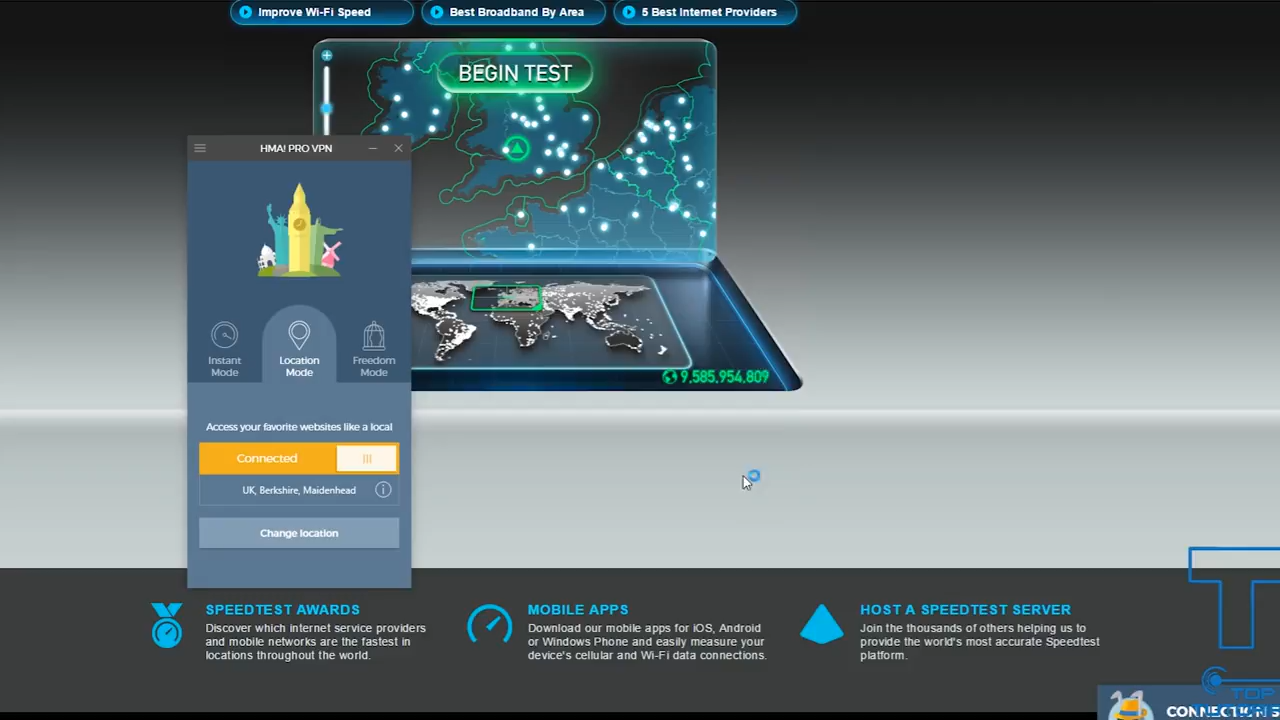 Improve Wi-Fi Speed
Best Broadband By Area
5 Best Internet Providers
BEGIN TEST
HMA! PRO VPN
Instant
Mode
Location
Mode
Freedom
Mode
9,585,954,809
Access your favorite websites like a local
Connected
UK, Berkshire, Maidenhead
Change location
SPEEDTEST AWARDS
Discover which internet service providers
and mobile networks are the fastest in
locations throughout the world.
MOBILE APPS
Download our mobile apps for iOS, Android
or Windows Phone and easily measure your
device's cellular and Wi-Fi data connections.
HOST A SPEEDTEST SERVER
Join the thousands of others helping us to
provide the world's most accurate Speedtest
platform.
T
TOP
CONNECTIONS